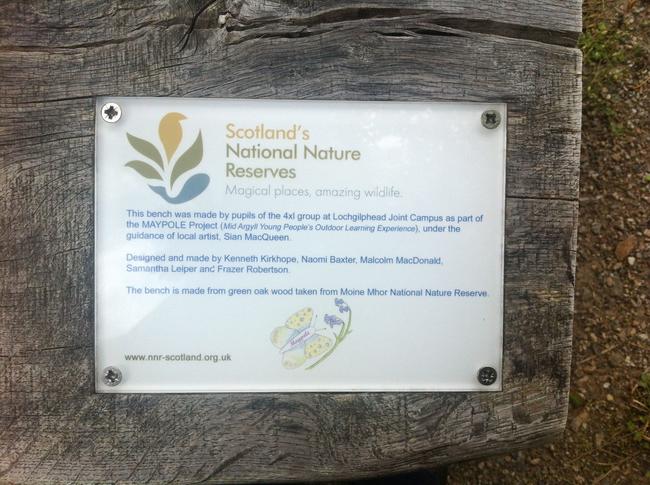 Scotland's
National Nature
Reserves
Magical places, amazing wildlife.
This bench was made by pupils of the 4xl group at Lochgilphead Joint Campus as part of
the MAYPOLE Project (Mid Argyll Young People's Outdoor Learning Experience), under the
guidance of local artist, Sian MacQueen.
Designed and made by Kenneth Kirkhope, Naomi Baxter, Malcolm MacDonald,
Samantha Leiper and Frazer Robertson.
The bench is made from green oak wood taken from Moine Mhor National Nature Reserve.
Maypole
www.nnr-scotland.org.uk